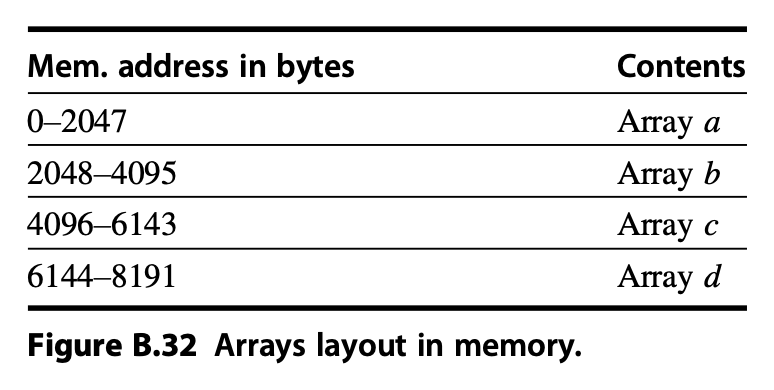 Mem. address in bytes Contents
0–2047 Array a
2048–4095 Array b
4096–6143 Array c
6144–8191 Array d
Figure B.32 Arrays layout in memory.